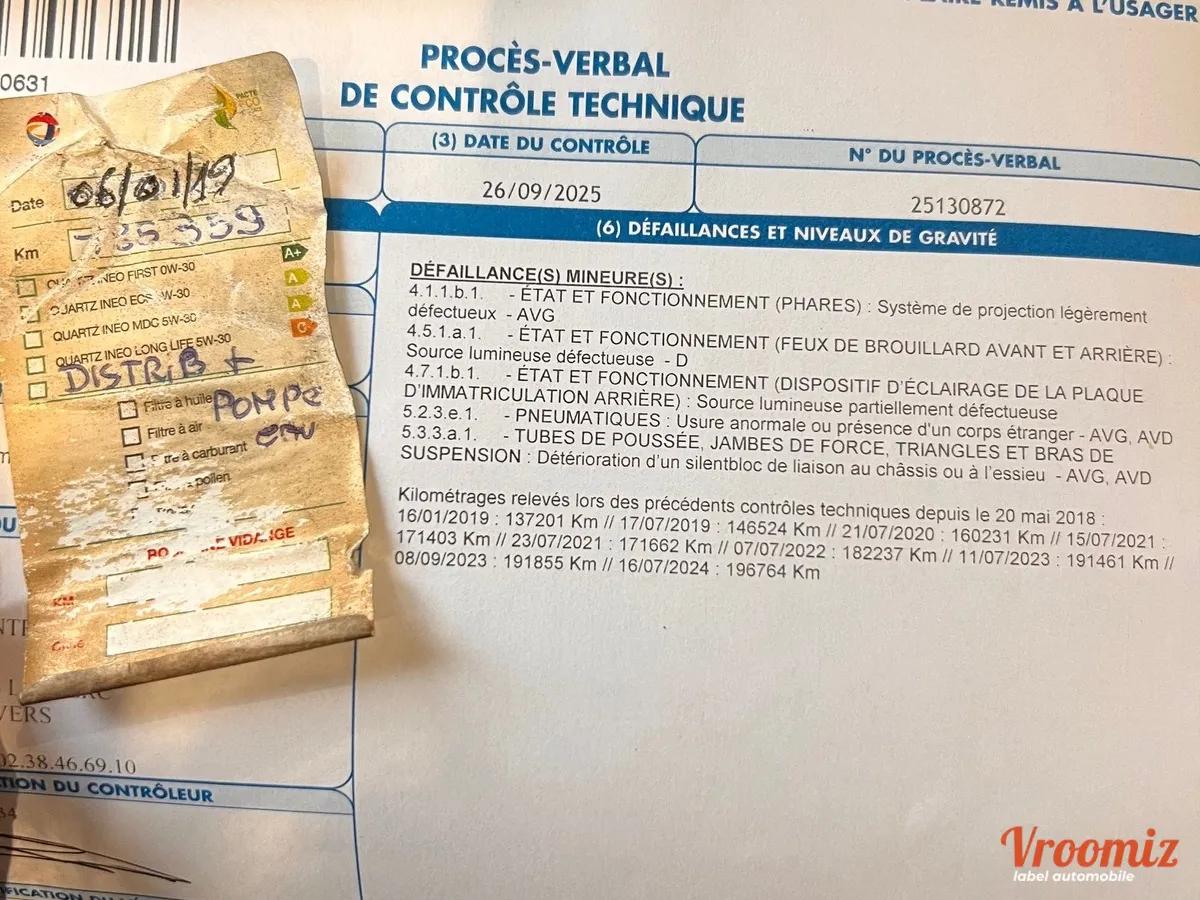 L'USAGER
0631
PROCÈS-VERBAL
DE CONTRÔLE TECHNIQUE
(3) DATE DU CONTRÔLE
N° DU PROCÈS-VERBAL
26/09/2025
25130872
(6) DÉFAILLANCES ET NIVEAUX DE GRAVITÉ
DÉFAILLANCE(S) MINEURE(S) :
4.1.1.b.1. - ÉTAT ET FONCTIONNEMENT (PHARES) : Système de projection légèrement
défectueux - AVG
4.5.1.a.1. - ÉTAT ET FONCTIONNEMENT (FEUX DE BROUILLARD AVANT ET ARRIÈRE) :
Source lumineuse défectueuse - D
4.7.1.b.1. - ÉTAT ET FONCTIONNEMENT (DISPOSITIF D'ÉCLAIRAGE DE LA PLAQUE
D'IMMATRICULATION ARRIÈRE) : Source lumineuse partiellement défectueuse
5.2.3.e.1. - PNEUMATIQUES : Usure anormale ou présence d'un corps étranger - AVG, AVD
5.3.3.a.1. - TUBES DE POUSSÉE, JAMBES DE FORCE, TRIANGLES ET BRAS DE
SUSPENSION : Détérioration d'un silentbloc de liaison au châssis ou à l'essieu - AVG, AVD
Kilométrages relevés lors des précédents contrôles techniques depuis le 20 mai 2018 :
16/01/2019 : 137201 Km // 17/07/2019 : 146524 Km // 21/07/2020 : 160231 Km // 15/07/2021 :
171403 Km // 23/07/2021 : 171662 Km // 07/07/2022 : 182237 Km // 11/07/2023 : 191461 Km //
08/09/2023 : 191855 Km // 16/07/2024 : 196764 Km
Date 06/01/19
Km
A+
INEO FIRST 0W-30
A
QUARTZ INEO W-30
A
QUARTZ INEO MDC 5W-30
C
QUARTZ INEO LONG LIFE 5W-30
DISTRIB +
Filtre à huile POMPE
Filtre à air EAU
à carburant
pollen
KM
VERS
02.38.46.69.10
TION DU CONTRÔLEUR
Vroomiz
label automobile